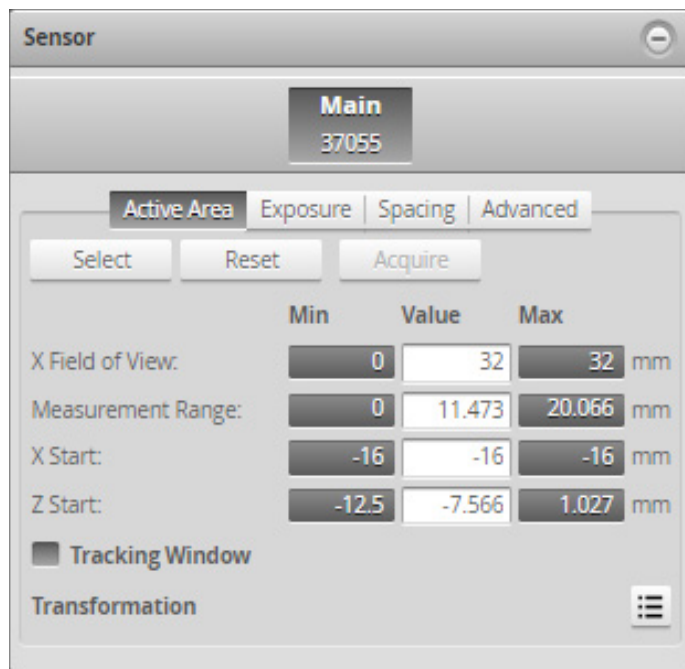 Sensor
Main
37055
Active Area Exposure Spacing Advanced
Select Reset Acquire
Min Value Max
X Field of View: 0 32 32 mm
Measurement Range: 0 11.473 20.066 mm
X Start: -16 -16 -16 mm
Z Start: -12.5 -7.566 1.027 mm
Tracking Window
Transformation